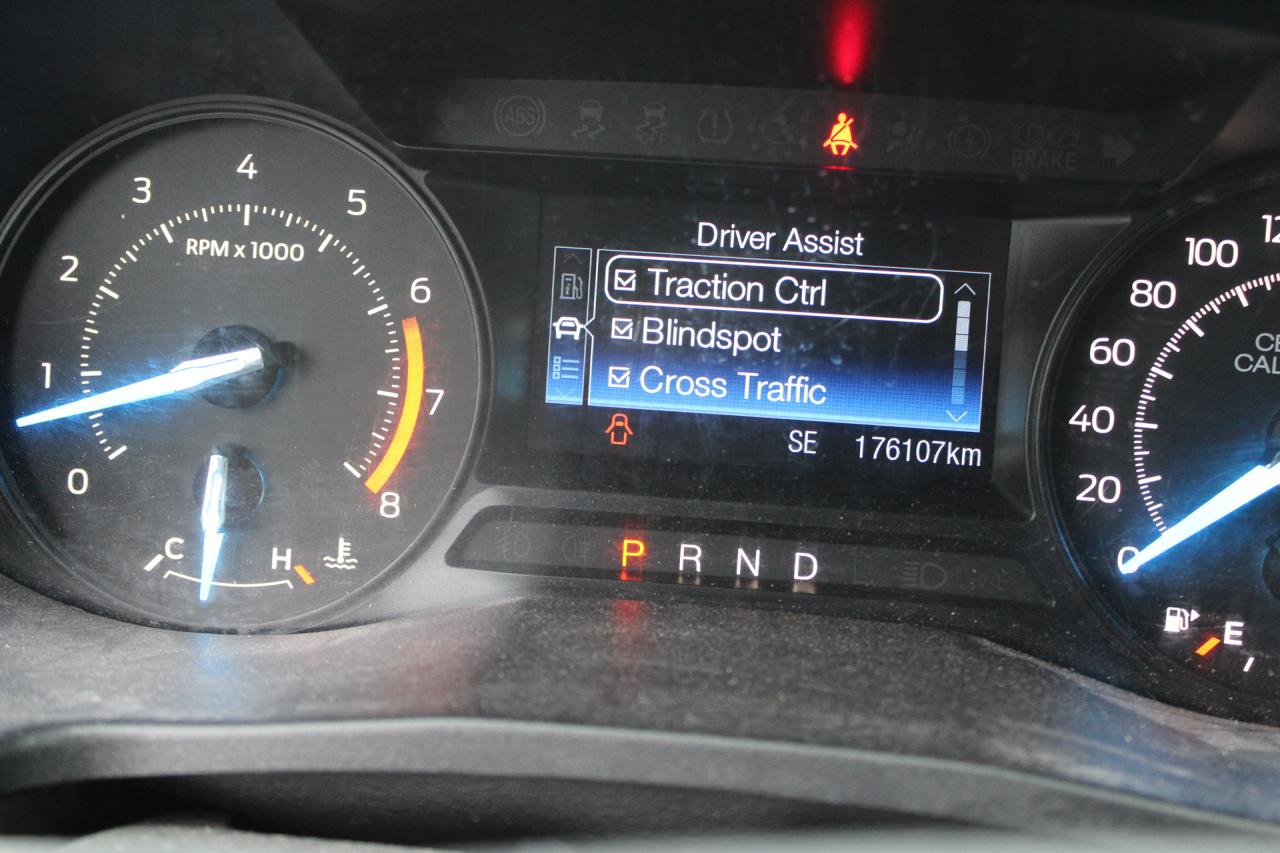 ABS
OFF
BRAKE
4
3
5
2
RPM x 1000
6
1
7
0
8
C
H
Driver Assist
Traction Ctrl
Blindspot
Cross Traffic
SE 176107km
P R N D
100
80
60
40
20
0
E